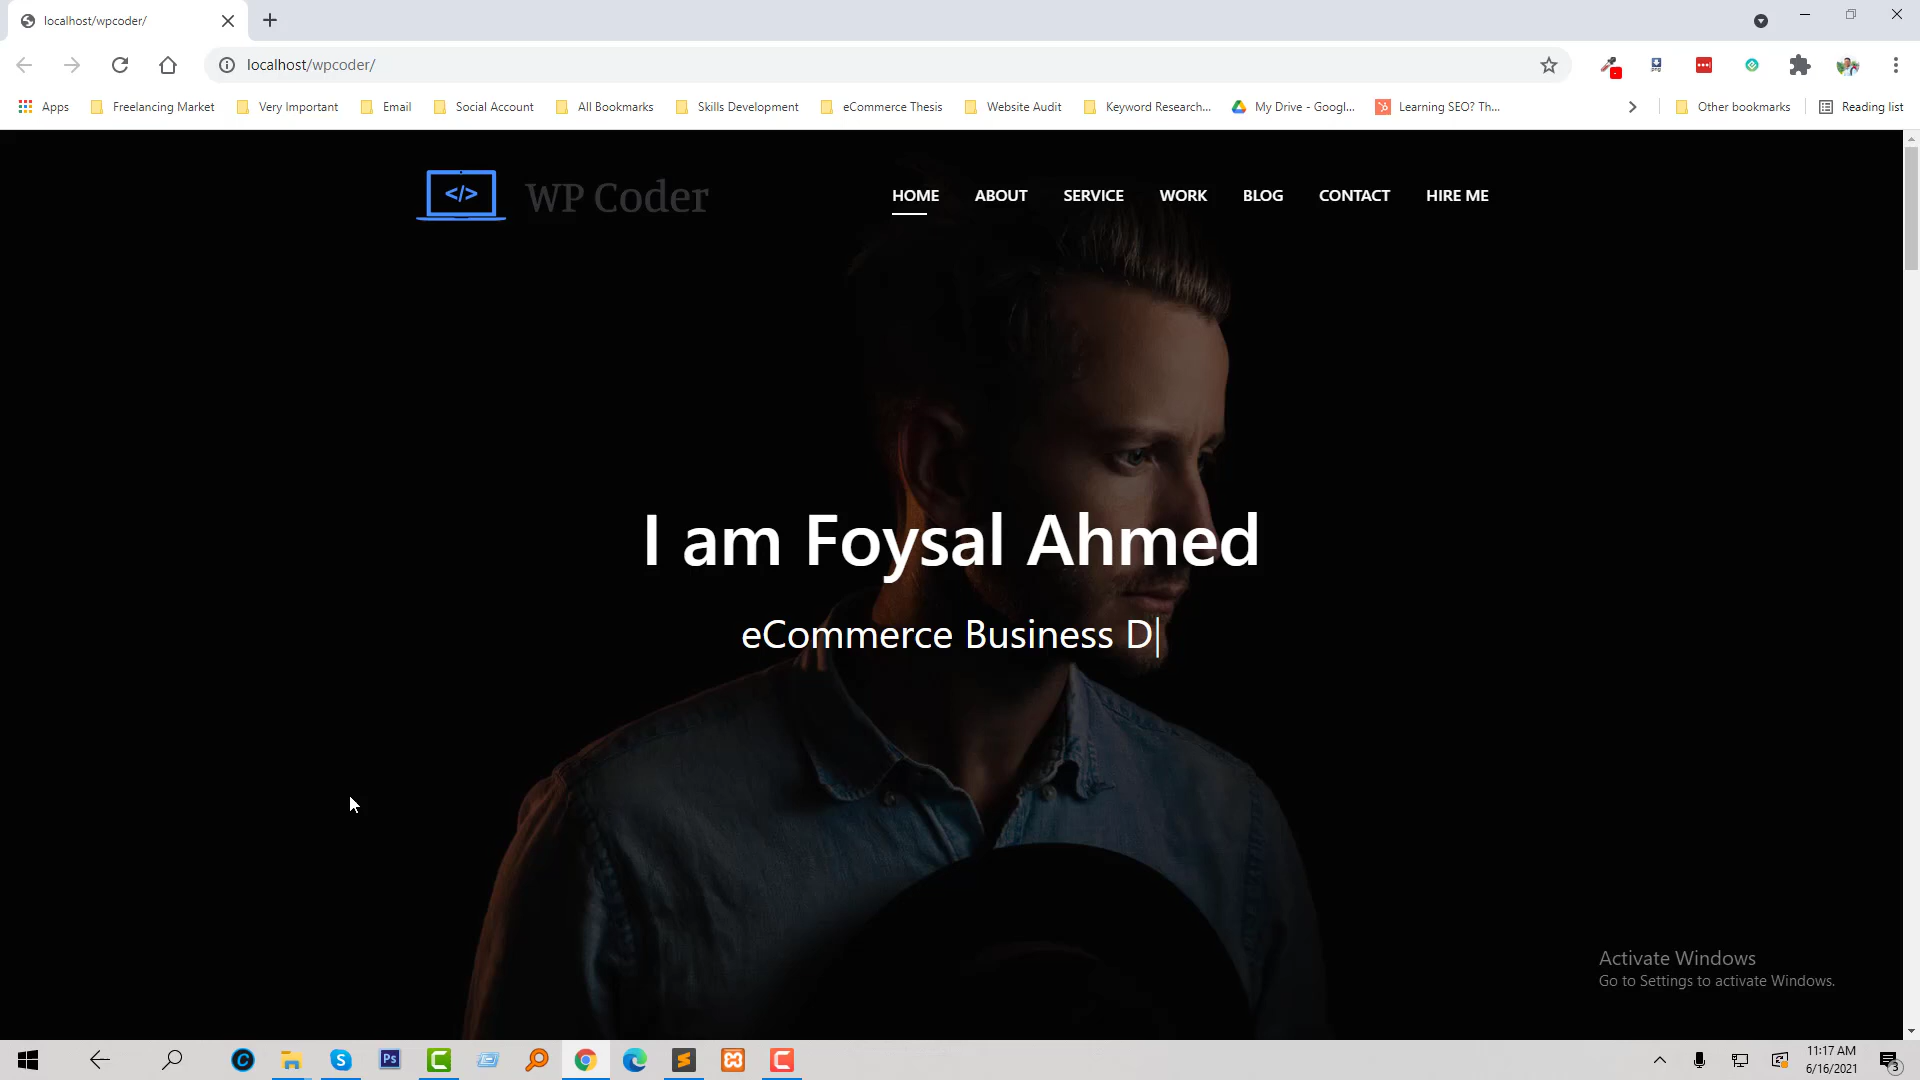 localhost/wpcoder/
localhost/wpcoder/
Apps
Freelancing Market
Very Important
Email
Social Account
All Bookmarks
Skills Development
eCommerce Thesis
Website Audit
Keyword Research...
My Drive - Googl...
Learning SEO? Th...
Other bookmarks
Reading list
</> WP Coder
HOME ABOUT SERVICE WORK BLOG CONTACT HIRE ME
I am Foysal Ahmed
eCommerce Business D|
Activate Windows
Go to Settings to activate Windows.
Ps
11:17 AM
6/16/2021
3